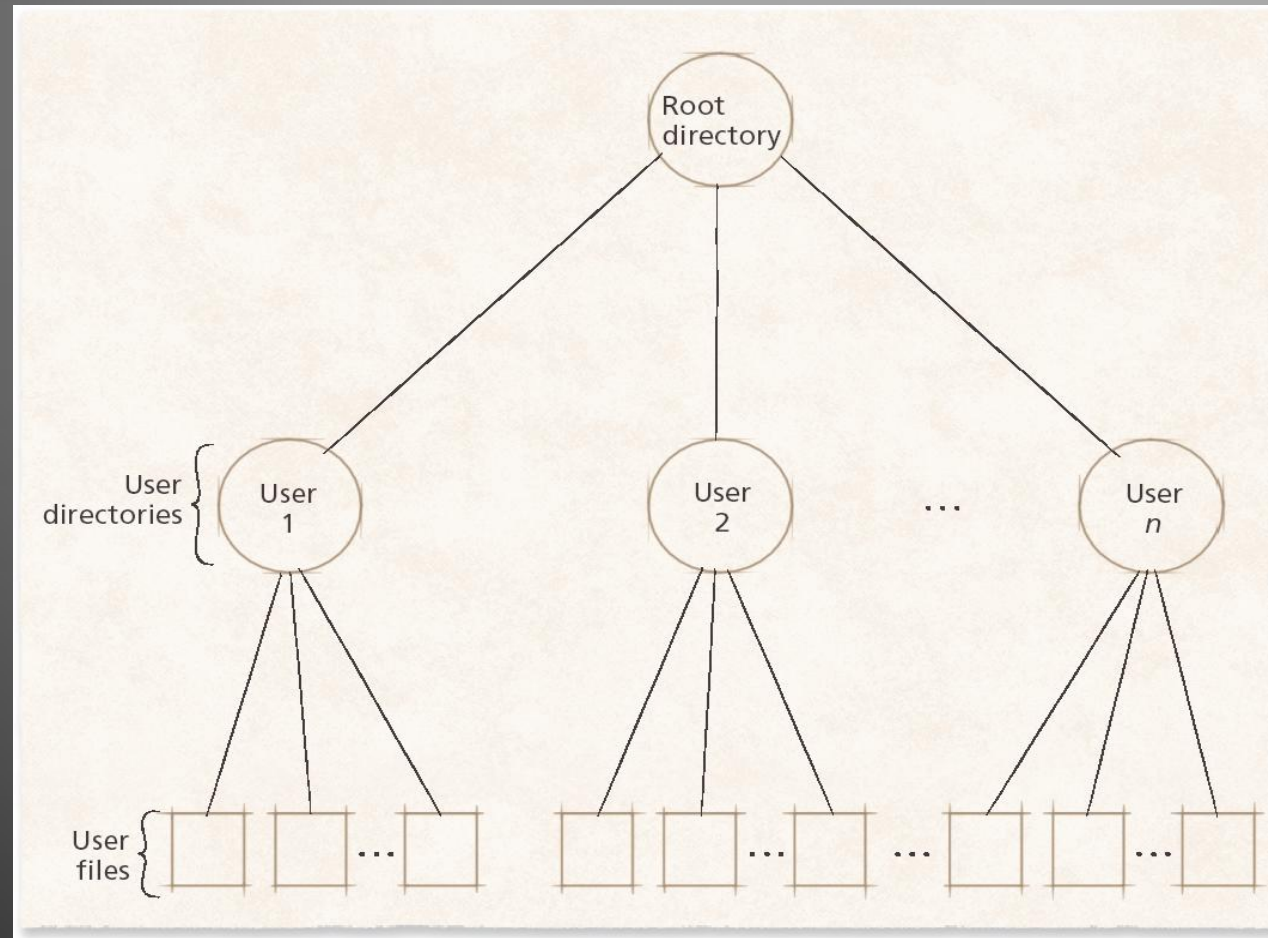 Root
directory
User
directories
User
1
User
2
...
User
n
User
files
...
...
...
...